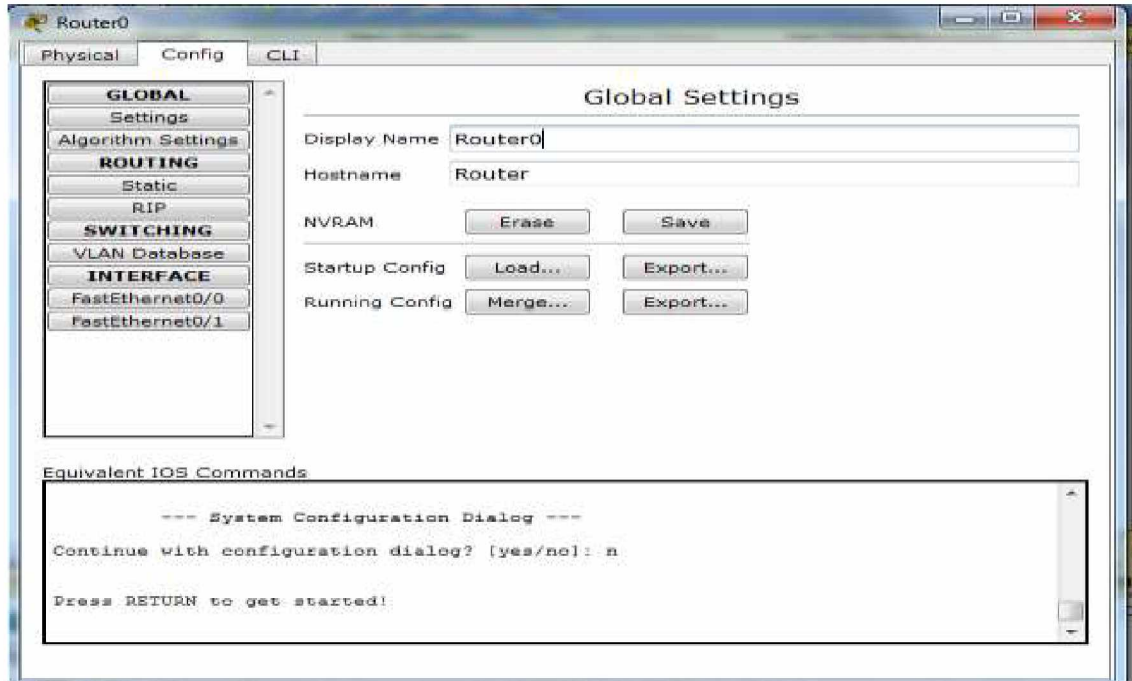 Router0
Physical Config CLI
GLOBAL
Settings
Algorithm Settings
ROUTING
Static
RIP
SWITCHING
VLAN Database
INTERFACE
FastEthernet0/0
FastEthernet0/1
Global Settings
Display Name Router0
Hostname Router
NVRAM Erase Save
Startup Config Load... Export...
Running Config Merge... Export...
Equivalent IOS Commands
--- System Configuration Dialog ---
Continue with configuration dialog? [yes/no]: n
Press RETURN to get started!